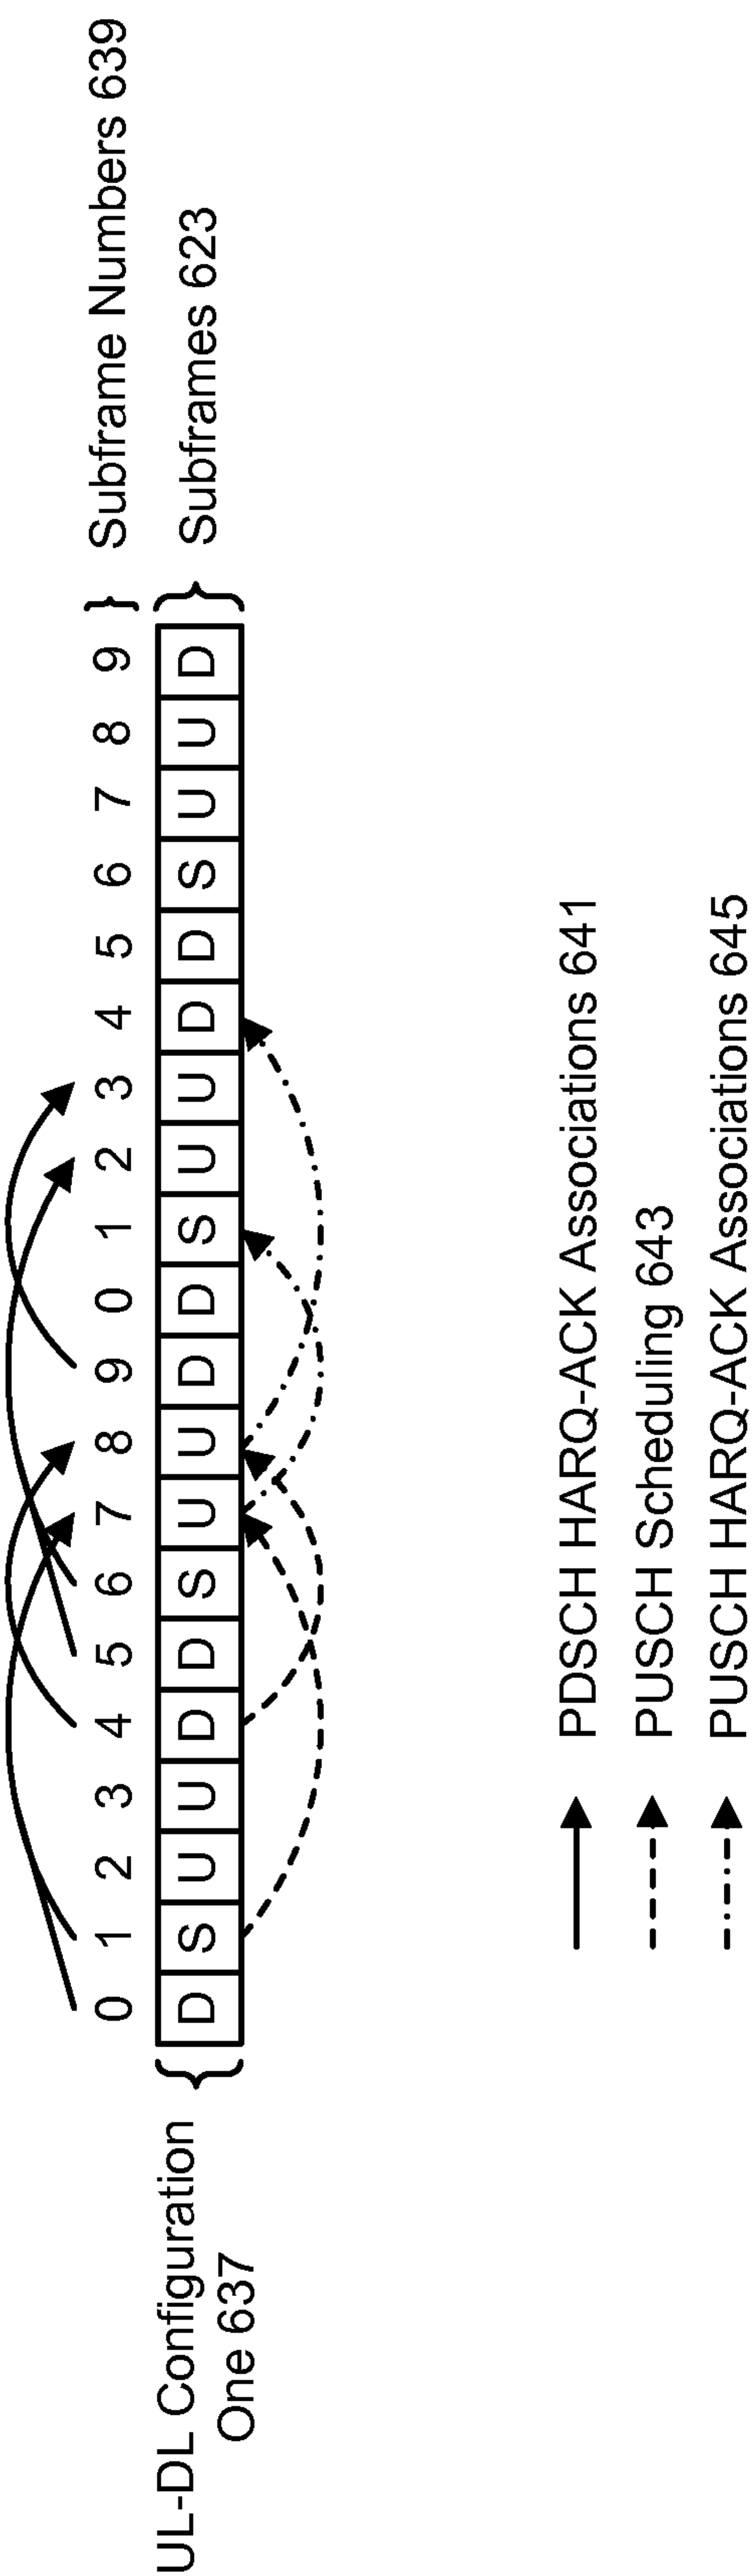 0 1 2 3 4 5 6 7 8 9 0 1 2 3 4 5 6 7 8 9 } Subframe Numbers 639
UL-DL Configuration
One 637
D S U U D D S U U D D S U U D D S U U D
Subframes 623
PDSCH HARQ-ACK Associations 641
PUSCH Scheduling 643
PUSCH HARQ-ACK Associations 645